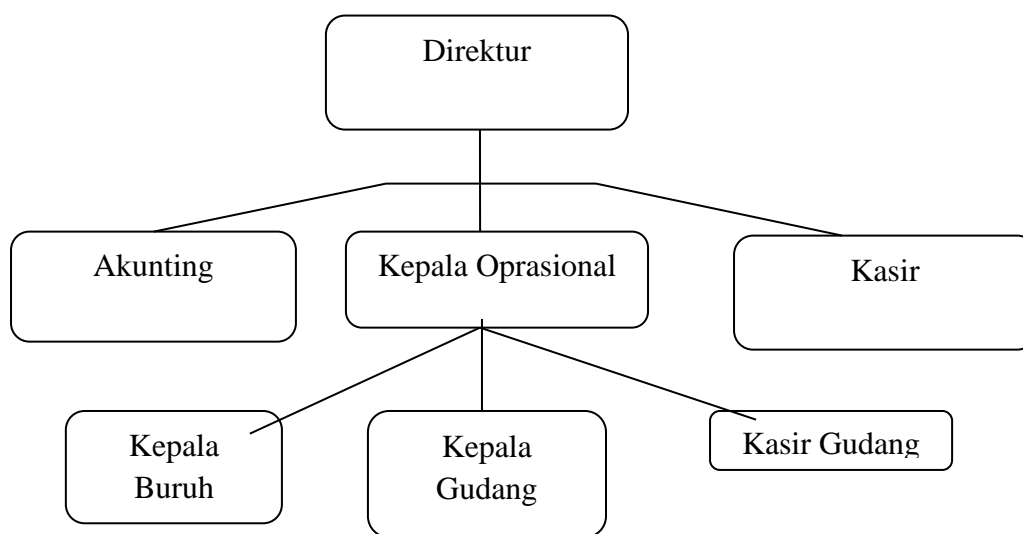 Direktur
Akunting
Kepala Oprasional
Kasir
Kepala
Buruh
Kepala
Gudang
Kasir Gudang